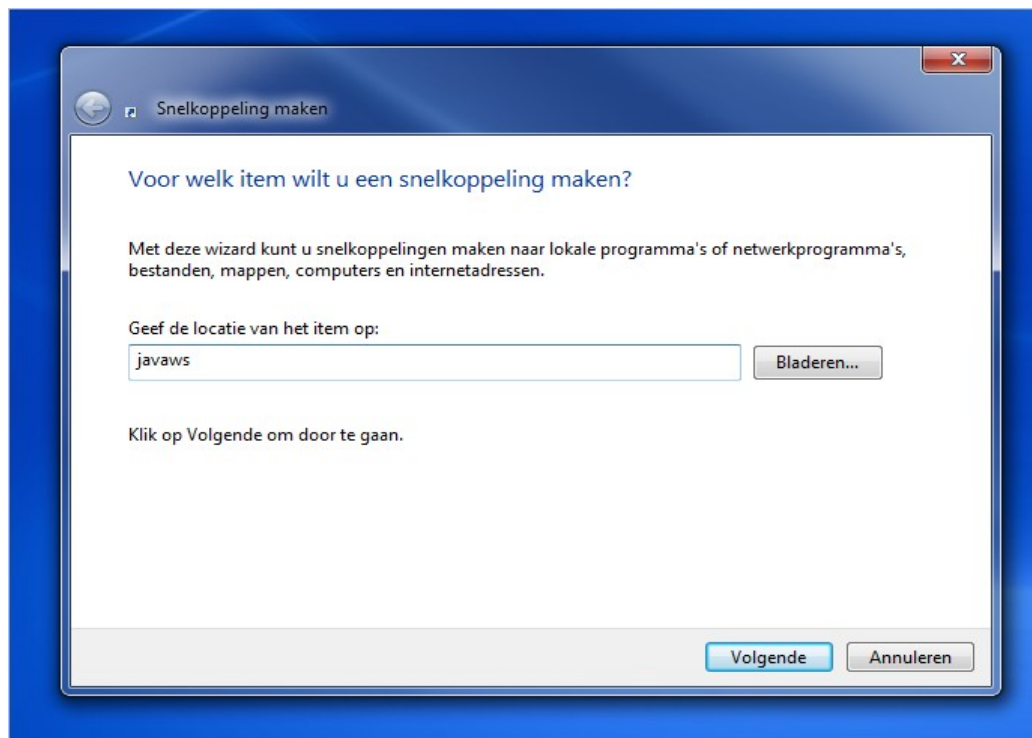 Snelkoppeling maken
Voor welk item wilt u een snelkoppeling maken?
Met deze wizard kunt u snelkoppelingen maken naar lokale programma's of netwerkprogramma's,
bestanden, mappen, computers en internetadressen.
Geef de locatie van het item op:
javaws
Bladeren...
Klik op Volgende om door te gaan.
Volgende
Annuleren